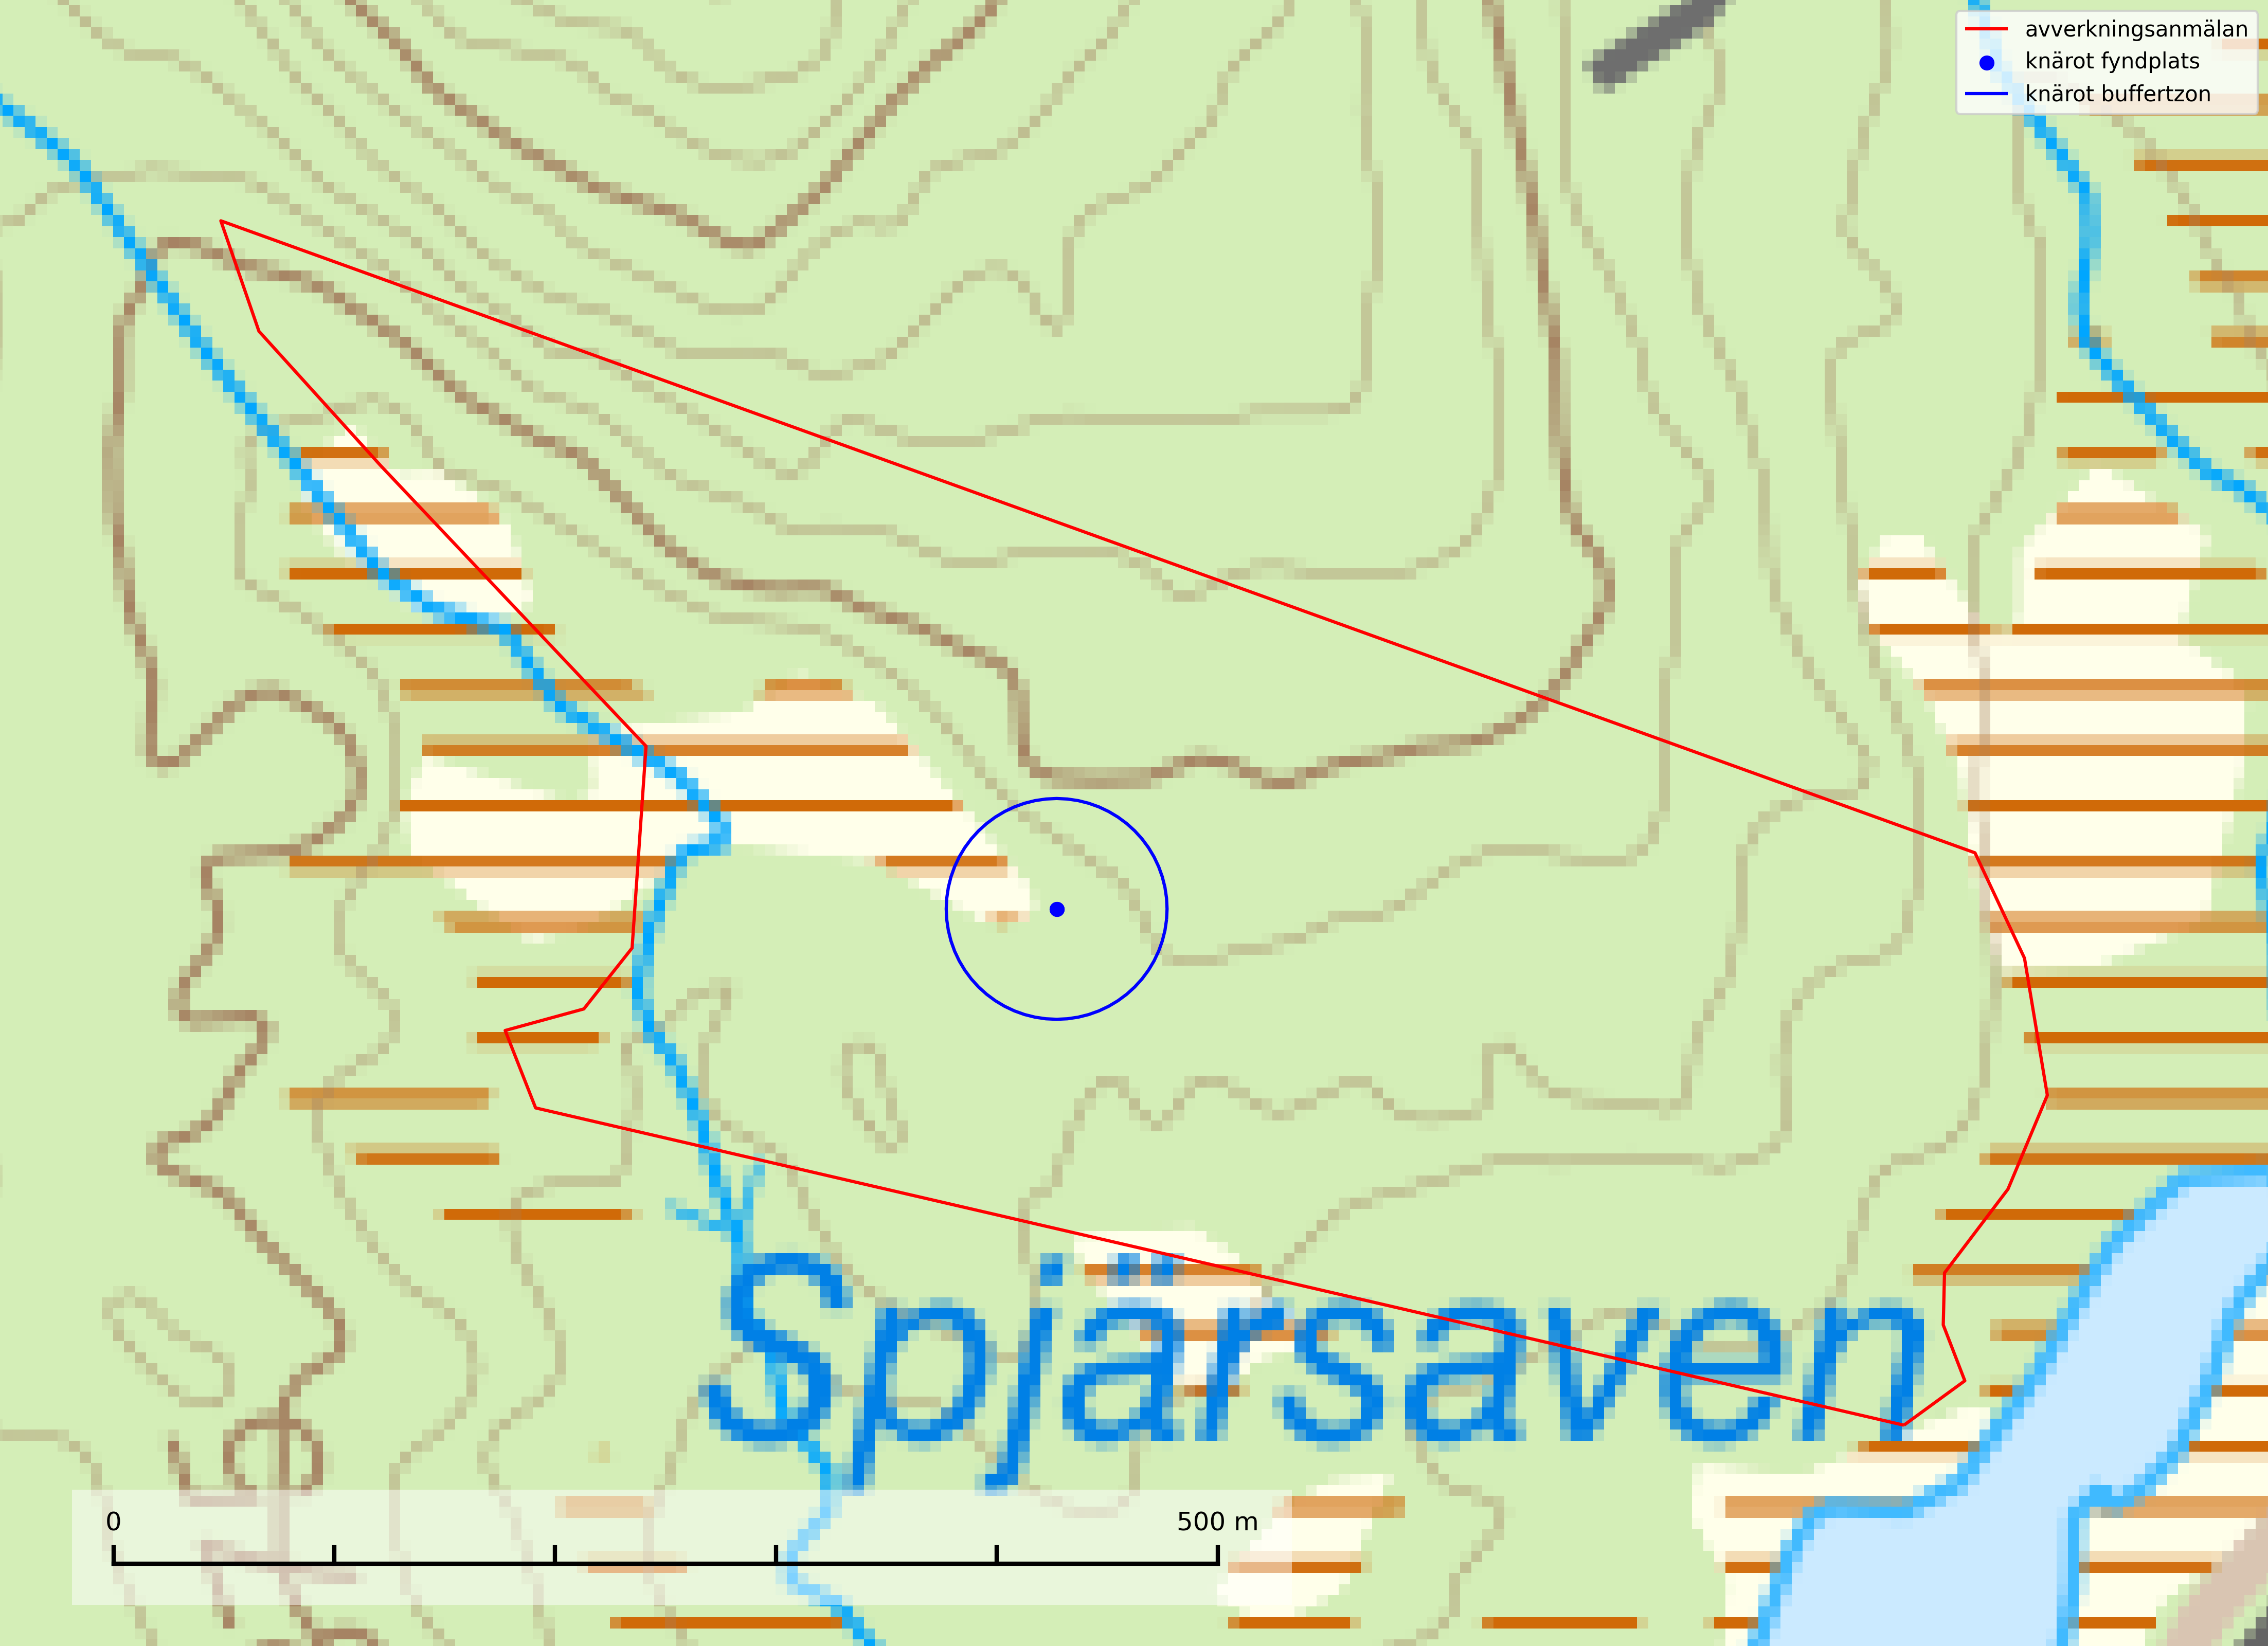 avverkningsanmälan
knärot fyndplats
knärot buffertzon
Spjärsaven
0 500 m